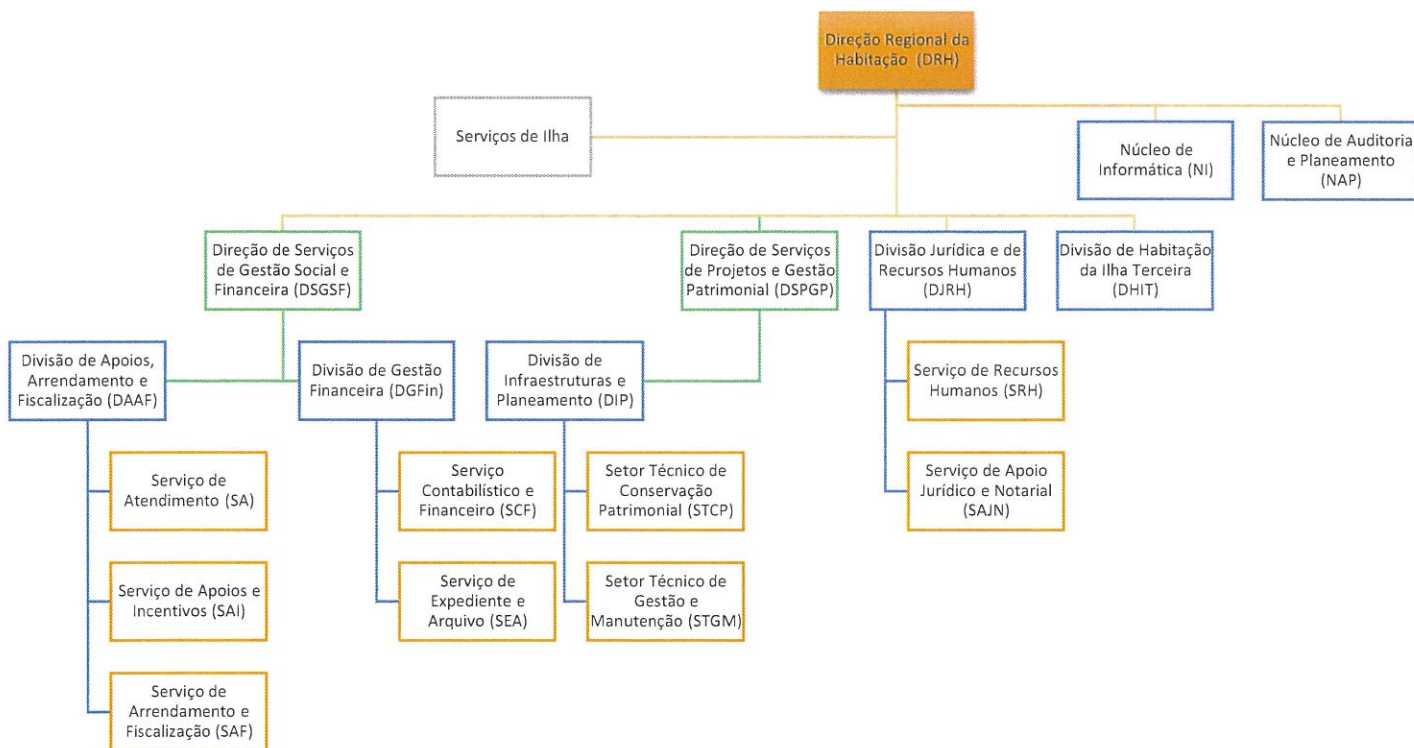 Direção Regional da
Habitação (DRH)
Serviços de Ilha
Núcleo de
Informática (NI)
Núcleo de Auditoria
e Planeamento
(NAP)
Direção de Serviços
de Gestão Social e
Financeira (DSGSF)
Direção de Serviços
de Projetos e Gestão
Patrimonial (DSPGP)
Divisão Jurídica e de
Recursos Humanos
(DJRH)
Divisão de Habitação
da Ilha Terceira
(DHIT)
Divisão de Apoios,
Arrendamento e
Fiscalização (DAAF)
Divisão de Gestão
Financeira (DGFin)
Divisão de
Infraestruturas e
Planeamento (DIP)
Serviço de Recursos
Humanos (SRH)
Serviço de
Atendimento (SA)
Serviço
Contabilístico e
Financeiro (SCF)
Setor Técnico de
Conservação
Patrimonial (STCP)
Serviço de Apoio
Jurídico e Notarial
(SAJN)
Serviço de Apoios e
Incentivos (SAI)
Serviço de
Expediente e
Arquivo (SEA)
Setor Técnico de
Gestão e
Manutenção (STGM)
Serviço de
Arrendamento e
Fiscalização (SAF)